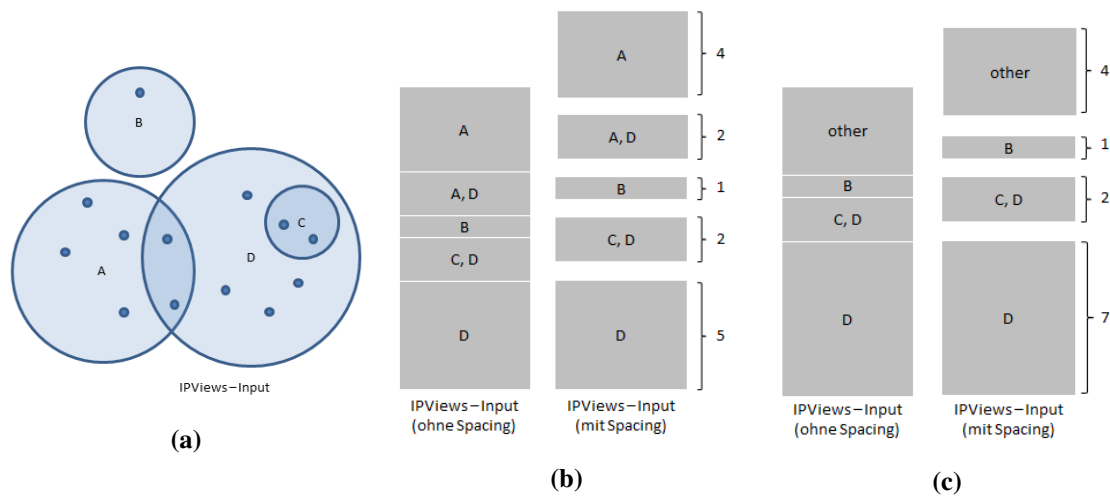 B
C
A
D
IPViews–Input
(a)
A
A, D
B
C, D
D
IPViews–Input
(ohne Spacing)
A
4
A, D
2
B
1
C, D
2
D
5
IPViews–Input
(mit Spacing)
(b)
other
B
C, D
D
IPViews–Input
(ohne Spacing)
other
4
B
1
C, D
2
D
7
IPViews–Input
(mit Spacing)
(c)